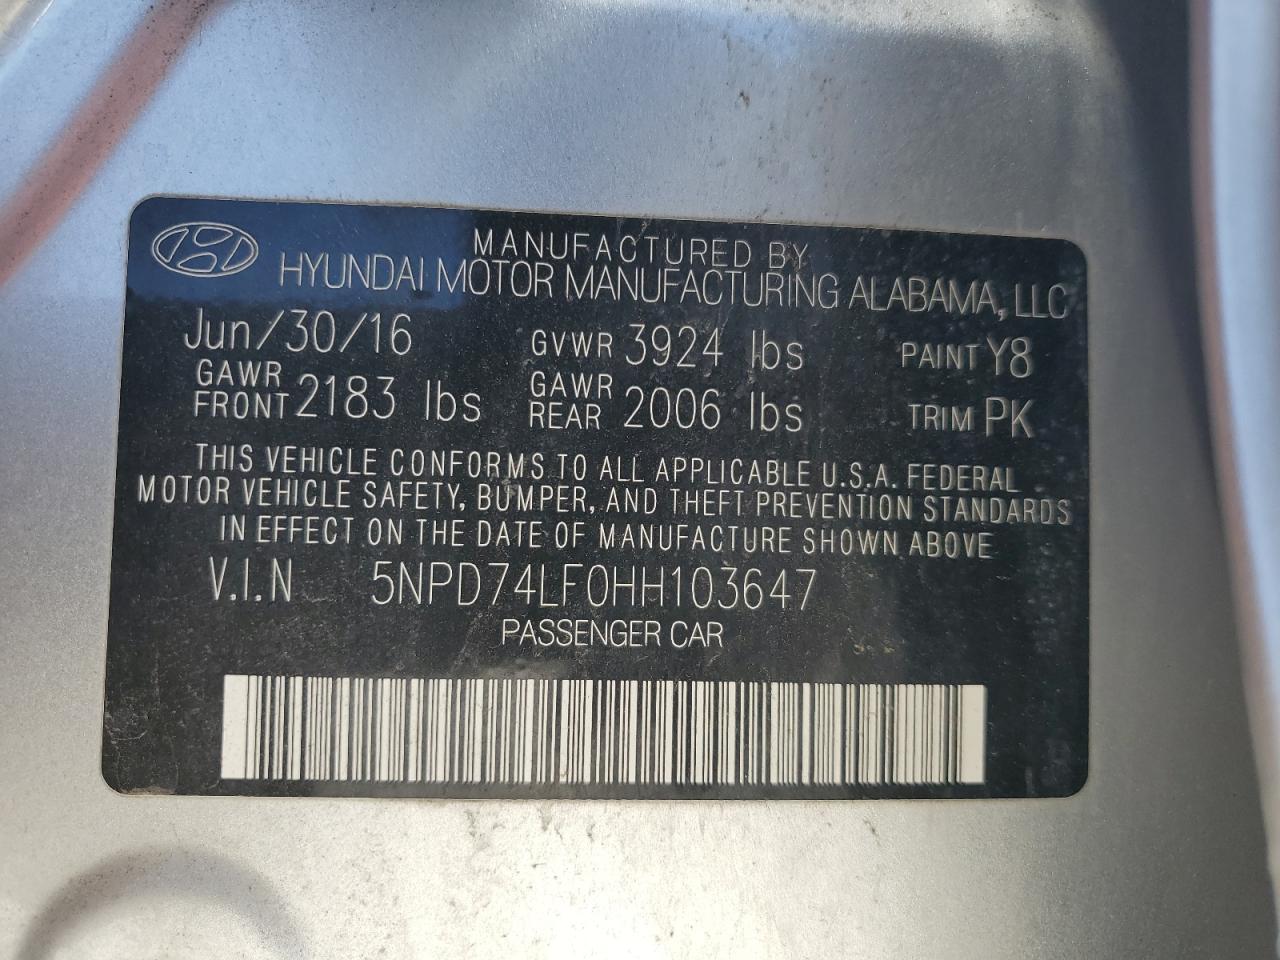 MANUFACTURED BY
HYUNDAI MOTOR MANUFACTURING ALABAMA, LLC
Jun/30/16 GVWR 3924 lbs PAINT Y8
GAWR FRONT 2183 lbs GAWR REAR 2006 lbs TRIM PK
THIS VEHICLE CONFORMS TO ALL APPLICABLE U.S.A. FEDERAL
MOTOR VEHICLE SAFETY, BUMPER, AND THEFT PREVENTION STANDARDS
IN EFFECT ON THE DATE OF MANUFACTURE SHOWN ABOVE
V.I.N 5NPD74LF0HH103647
PASSENGER CAR